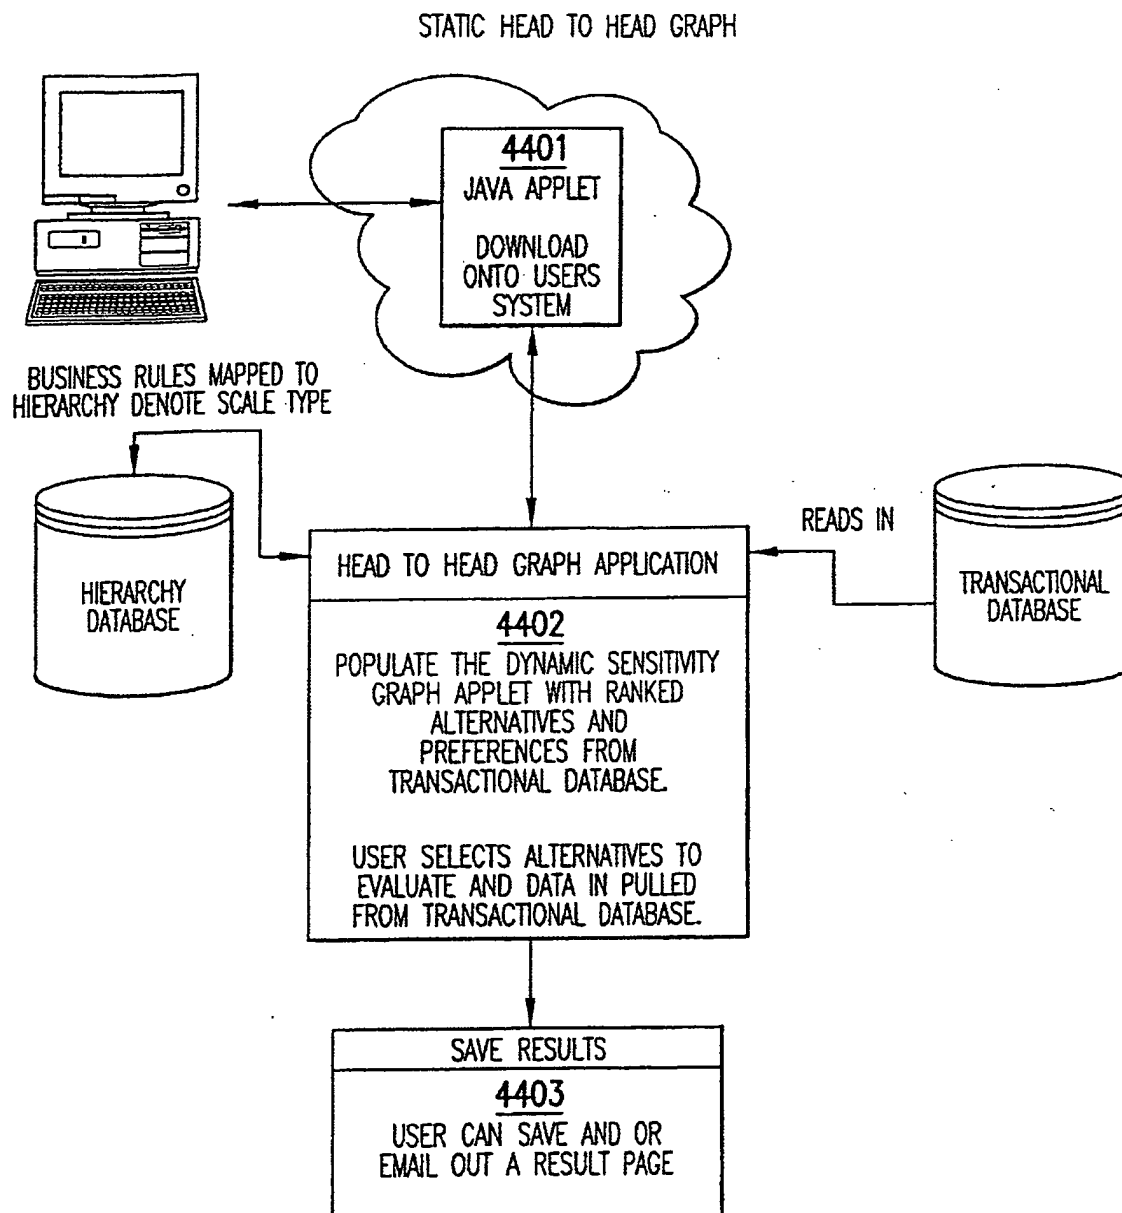 STATIC HEAD TO HEAD GRAPH
4401
JAVA APPLET
DOWNLOAD
ONTO USERS
SYSTEM
BUSINESS RULES MAPPED TO
HIERARCHY DENOTE SCALE TYPE
HIERARCHY
DATABASE
READS IN
TRANSACTIONAL
DATABASE
HEAD TO HEAD GRAPH APPLICATION
4402
POPULATE THE DYNAMIC SENSITIVITY
GRAPH APPLET WITH RANKED
ALTERNATIVES AND
PREFERENCES FROM
TRANSACTIONAL DATABASE.
USER SELECTS ALTERNATIVES TO
EVALUATE AND DATA IN PULLED
FROM TRANSACTIONAL DATABASE.
SAVE RESULTS
4403
USER CAN SAVE AND OR
EMAIL OUT A RESULT PAGE